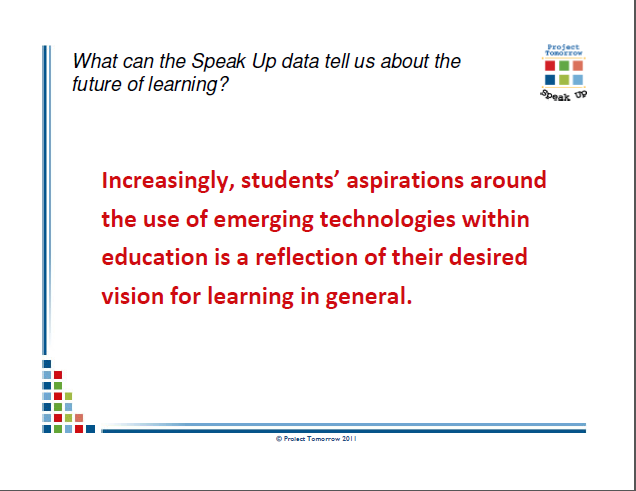 What can the Speak Up data tell us about the
future of learning?
Project
Tomorrow
Speak Up
Increasingly, students’ aspirations around
the use of emerging technologies within
education is a reflection of their desired
vision for learning in general.
© Project Tomorrow 2011